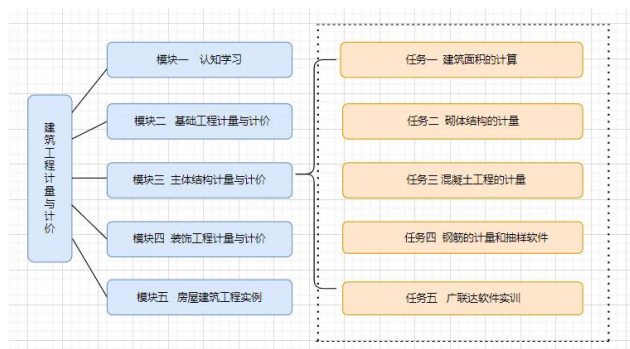 建筑工程计量与计价
模块一 认知学习
模块二 基础工程计量与计价
模块三 主体结构计量与计价
模块四 装饰工程计量与计价
模块五 房屋建筑工程实例
任务一 建筑面积的计算
任务二 砌体结构的计量
任务三 混凝土工程的计量
任务四 钢筋的计量和抽样软件
任务五 广联达软件实训